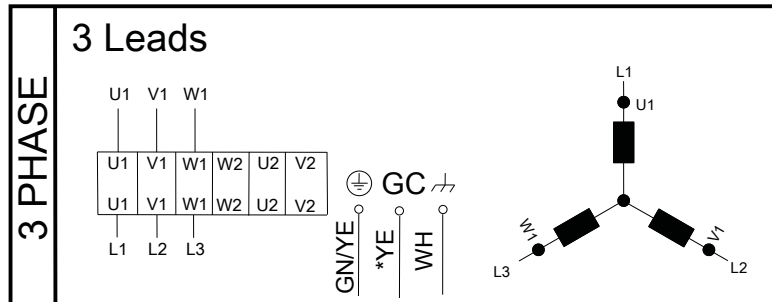 3 PHASE
3 Leads
U1 V1 W1
U1 V1 W1 W2 U2 V2
U1 V1 W1 W2 U2 V2
L1 L2 L3
GC
GN/YE *YE WH
L1
U1
W1 V1
L3 L2